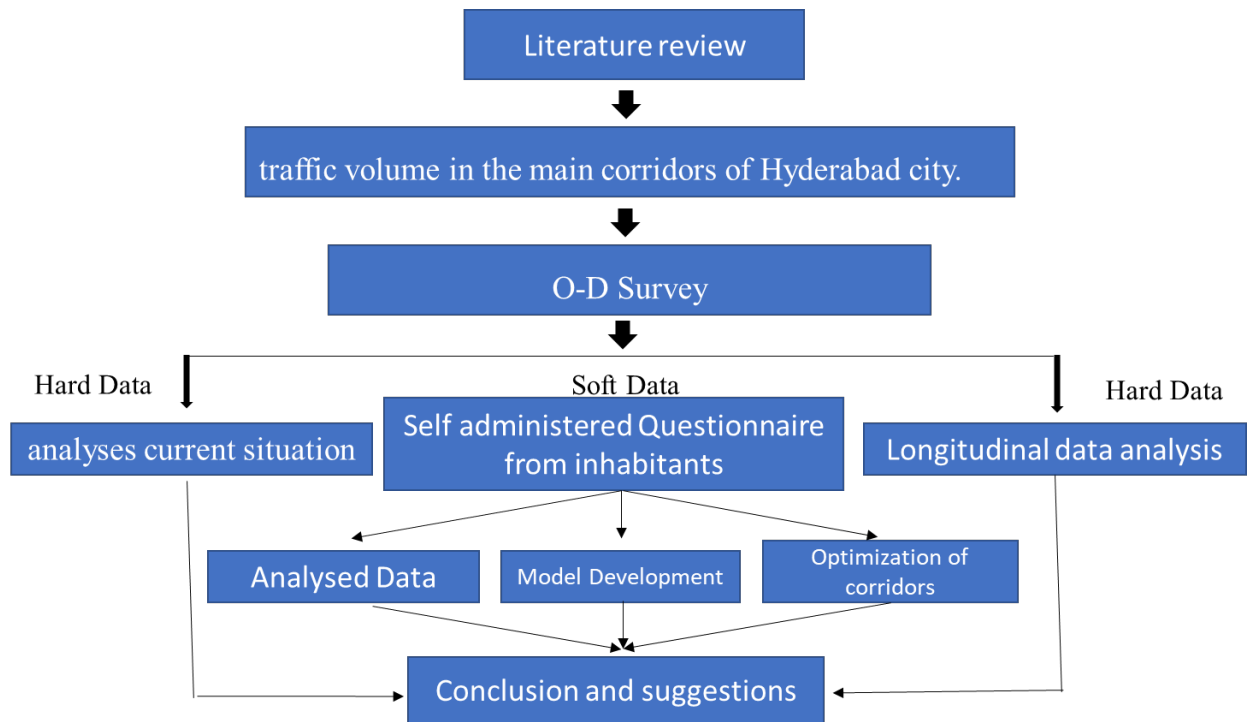 Literature review
traffic volume in the main corridors of Hyderabad city.
O-D Survey
Hard Data
Soft Data
Hard Data
analyses current situation
Self administered Questionnaire
from inhabitants
Longitudinal data analysis
Analysed Data
Model Development
Optimization of
corridors
Conclusion and suggestions